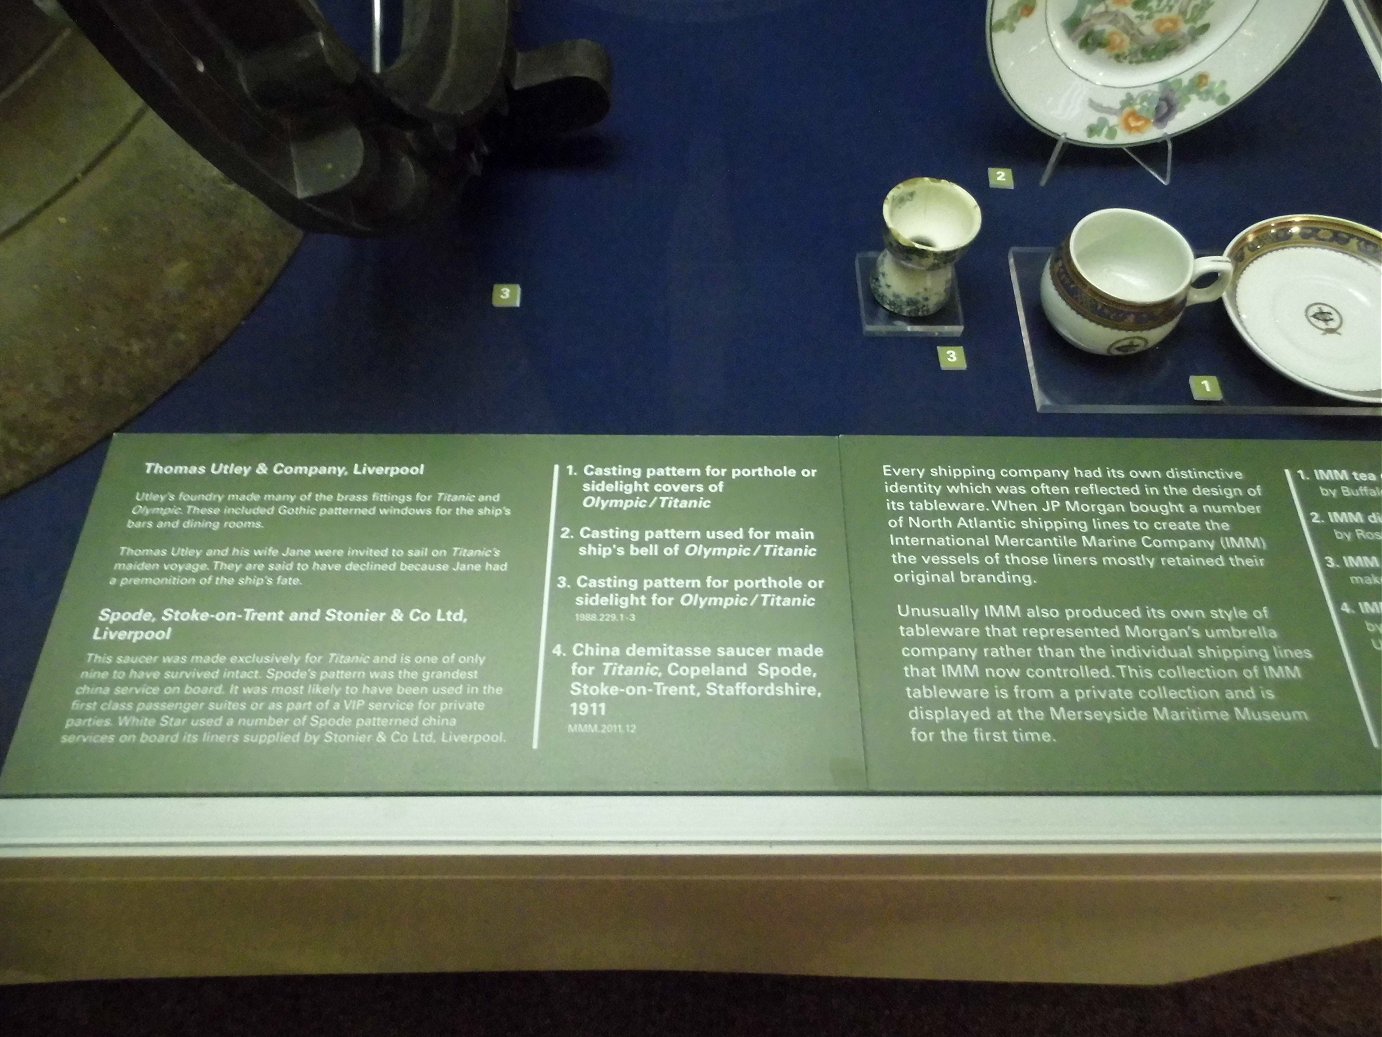 2
3
3
1
Thomas Utley & Company, Liverpool
Utley's foundry made many of the brass fittings for Titanic and
Olympic. These included Gothic patterned windows for the ship's
bars and dining rooms.
Thomas Utley and his wife Jane were invited to sail on Titanic's
maiden voyage. They are said to have declined because Jane had
a premonition of the ship's fate.
Spode, Stoke-on-Trent and Stonier & Co Ltd,
Liverpool
This saucer was made exclusively for Titanic and is one of only
nine to have survived intact. Spode's pattern was the grandest
china service on board. It was most likely to have been used in the
first class passenger suites or as part of a VIP service for private
parties. White Star used a number of Spode patterned china
services on board its liners supplied by Stonier & Co Ltd, Liverpool.
1. Casting pattern for porthole or
sidelight covers of
Olympic/Titanic
2. Casting pattern used for main
ship's bell of Olympic/Titanic
3. Casting pattern for porthole or
sidelight for Olympic/Titanic
1988.229.1-3
4. China demitasse saucer made
for Titanic, Copeland Spode,
Stoke-on-Trent, Staffordshire,
1911
MMM.2011.12
Every shipping company had its own distinctive
identity which was often reflected in the design of
its tableware. When JP Morgan bought a number
of North Atlantic shipping lines to create the
International Mercantile Marine Company (IMM)
the vessels of those liners mostly retained their
original branding.
Unusually IMM also produced its own style of
tableware that represented Morgan's umbrella
company rather than the individual shipping lines
that IMM now controlled. This collection of IMM
tableware is from a private collection and is
displayed at the Merseyside Maritime Museum
for the first time.
1. IMM tea
by
2. IMM
by
3. IMM
4.
by